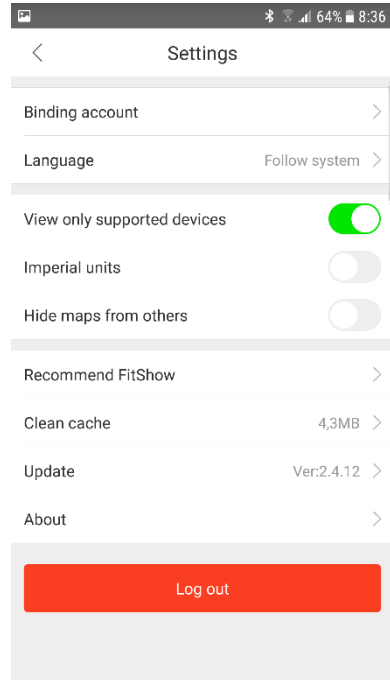 64% 8:36
Settings
Binding account
Language Follow system
View only supported devices
Imperial units
Hide maps from others
Recommend FitShow
Clean cache 4,3MB
Update Ver:2.4.12
About
Log out